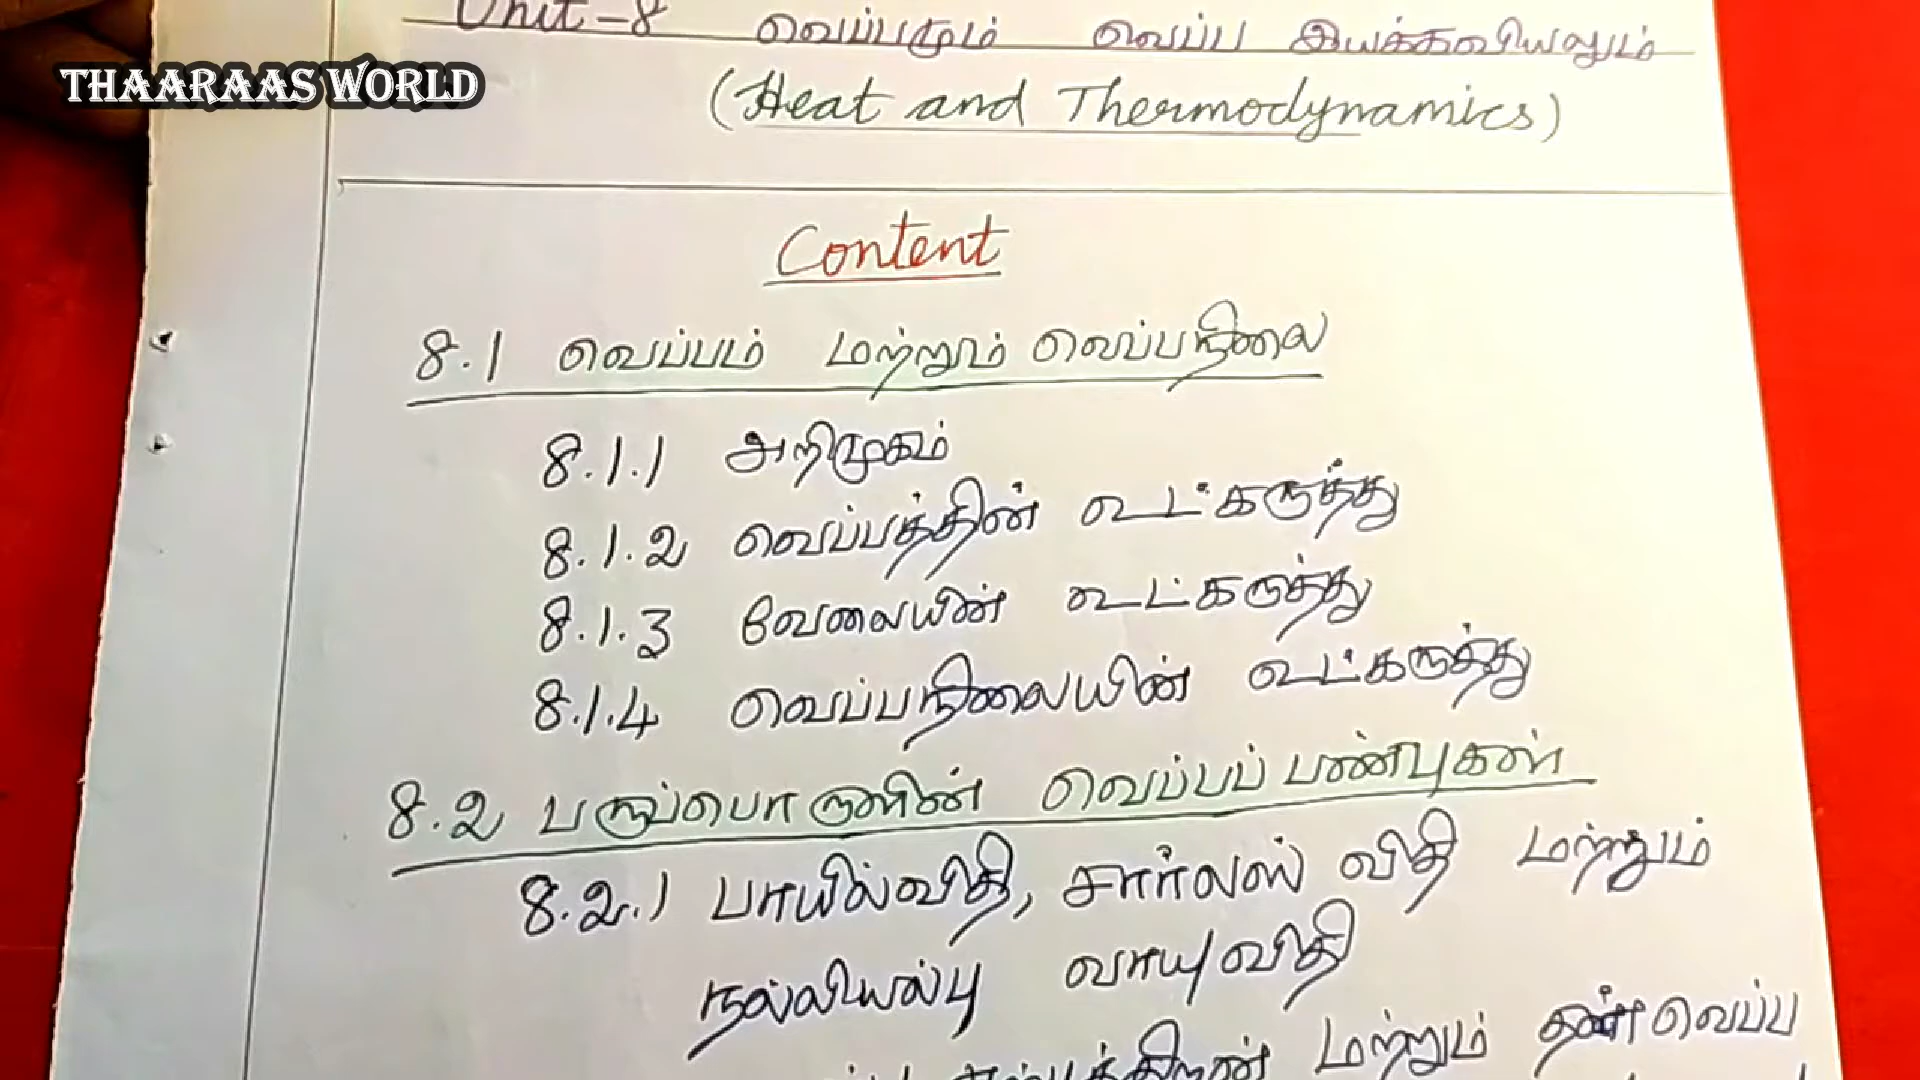 Unit-8 வெப்பமும் வெப்ப இயக்கவியலும்
THAARAAS WORLD
(Heat and Thermodynamics)
Content
8.1 வெப்பம் மற்றும் வெப்பநிலை
8.1.1 அறிமுகம்
8.1.2 வெப்பத்தின் உட்கருத்து
8.1.3 வேலையின் உட்கருத்து
8.1.4 வெப்பநிலையின் உட்கருத்து
8.2 பருப்பொருளின் வெப்பப் பண்புகள்
8.2.1 பாயில்விதி, சார்லஸ் விதி மற்றும்
நல்லியல்பு வாயுவிதி
மற்றும் தன்வெப்ப